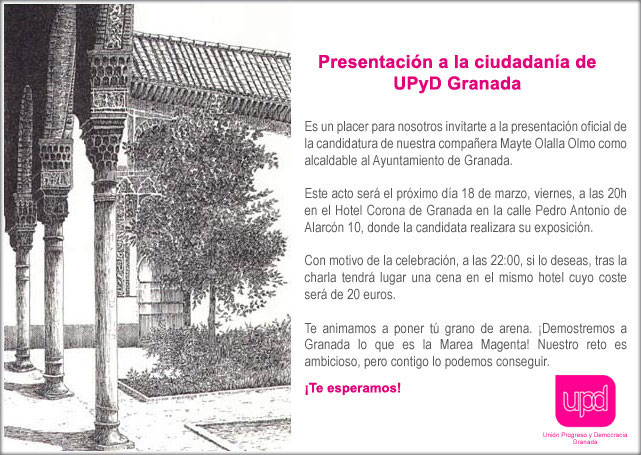 Presentación a la ciudadanía de
UPyD Granada
Es un placer para nosotros invitarte a la presentación oficial de
la candidatura de nuestra compañera Mayte Olalla Olmo como
alcaldable al Ayuntamiento de Granada.
Este acto será el próximo día 18 de marzo, viernes, a las 20h
en el Hotel Corona de Granada en la calle Pedro Antonio de
Alarcón 10, donde la candidata realizara su exposición.
Con motivo de la celebración, a las 22:00, si lo deseas, tras la
charla tendrá lugar una cena en el mismo hotel cuyo coste
será de 20 euros.
Te animamos a poner tú grano de arena. ¡Demostremos a
Granada lo que es la Marea Magenta! Nuestro reto es
ambicioso, pero contigo lo podemos conseguir.
¡Te esperamos!
upd
Unión Progreso y Democracia
Granada